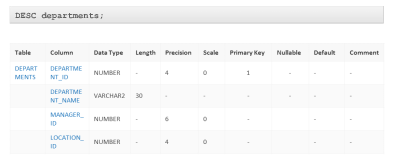 DESC departments;
Table Column Data Type Length Precision Scale Primary Key Nullable Default Comment
DEPARTMENTS DEPARTMENT_ID NUMBER - 4 0 1 - - -
DEPARTMENT_NAME VARCHAR2 30 - - - - - -
MANAGER_ID NUMBER - 6 0 - - - -
LOCATION_ID NUMBER - 4 0 - - - -